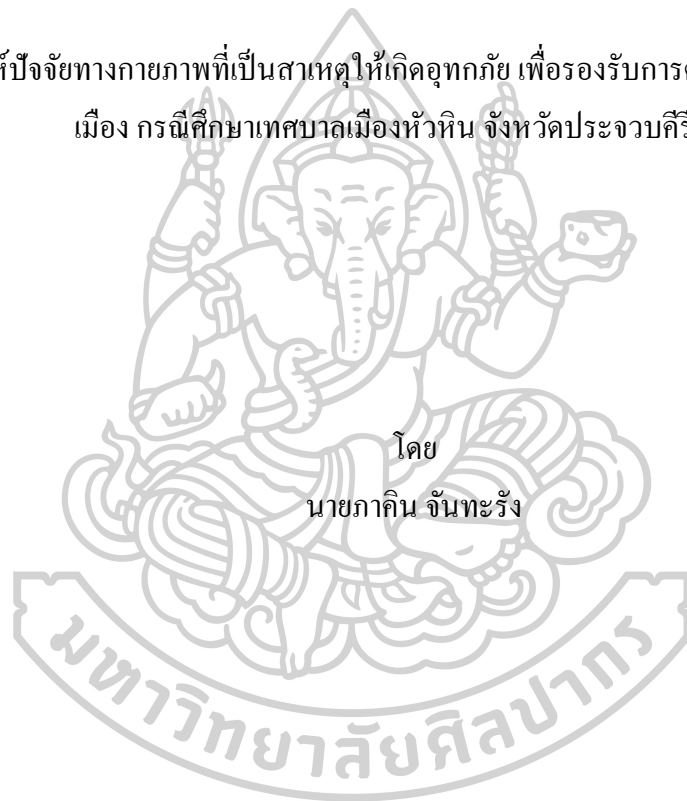 ปัจจัยทางกายภาพที่เป็นสาเหตุให้เกิดอุทกภัย เพื่อรองรับการ
เมือง กรณีศึกษาเทศบาลเมืองหัวหิน จังหวัดประจวบคีรี
โดย
นายภาคิน จันทะรัง
มหาวิทยาลัยศิลปากร